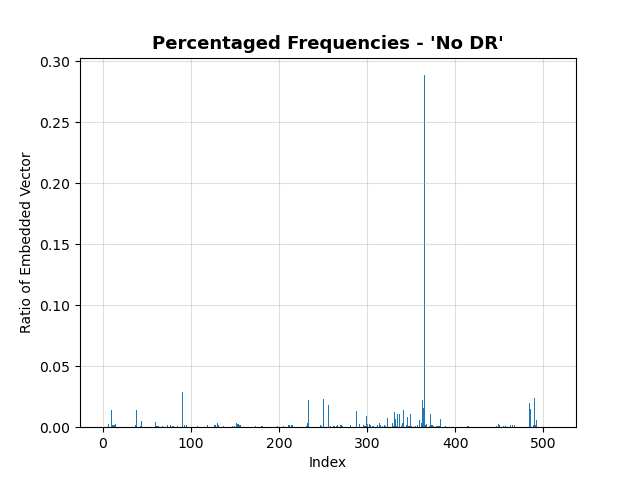 Percentaged Frequencies - 'No DR'
0.30
0.25
0.20
0.15
0.10
0.05
0.00
Ratio of Embedded Vector
0 100 200 300 400 500
Index